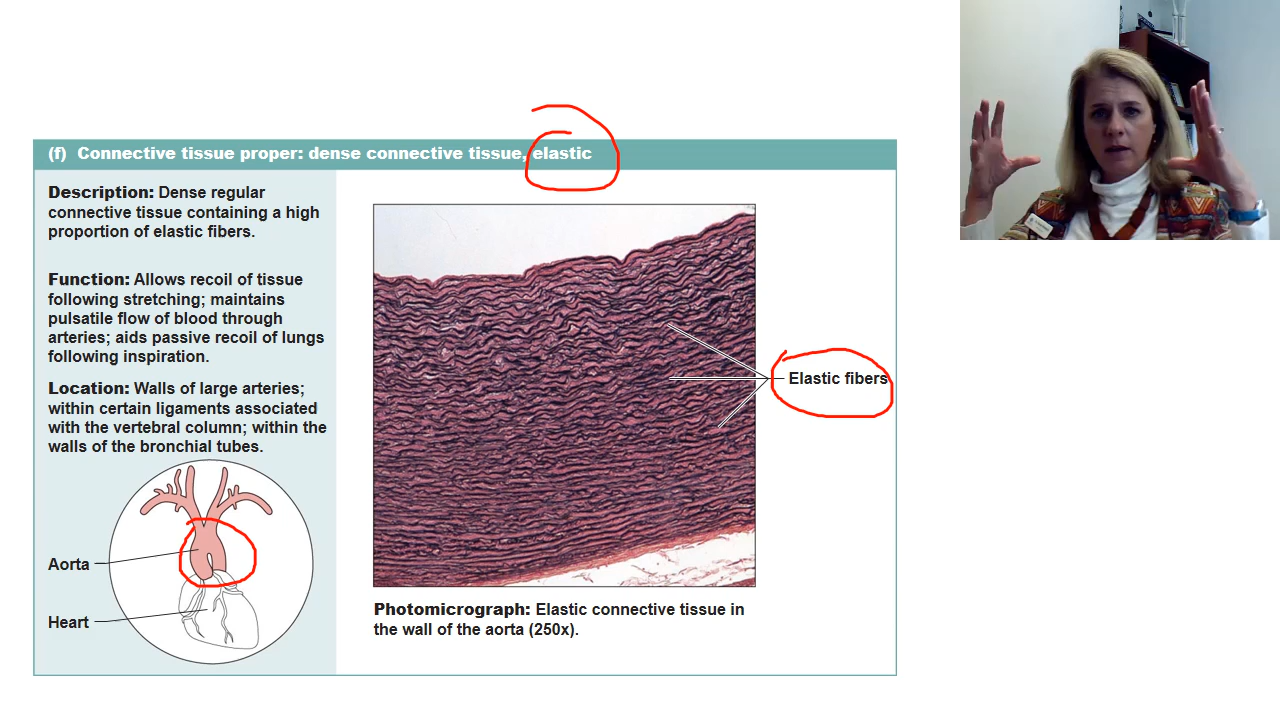 (f) Connective tissue proper: dense connective tissue, elastic
Description: Dense regular
connective tissue containing a high
proportion of elastic fibers.
Function: Allows recoil of tissue
following stretching; maintains
pulsatile flow of blood through
arteries; aids passive recoil of lungs
following inspiration.
Location: Walls of large arteries;
within certain ligaments associated
with the vertebral column; within the
walls of the bronchial tubes.
Aorta
Heart
Elastic fibers
Photomicrograph: Elastic connective tissue in
the wall of the aorta (250x).